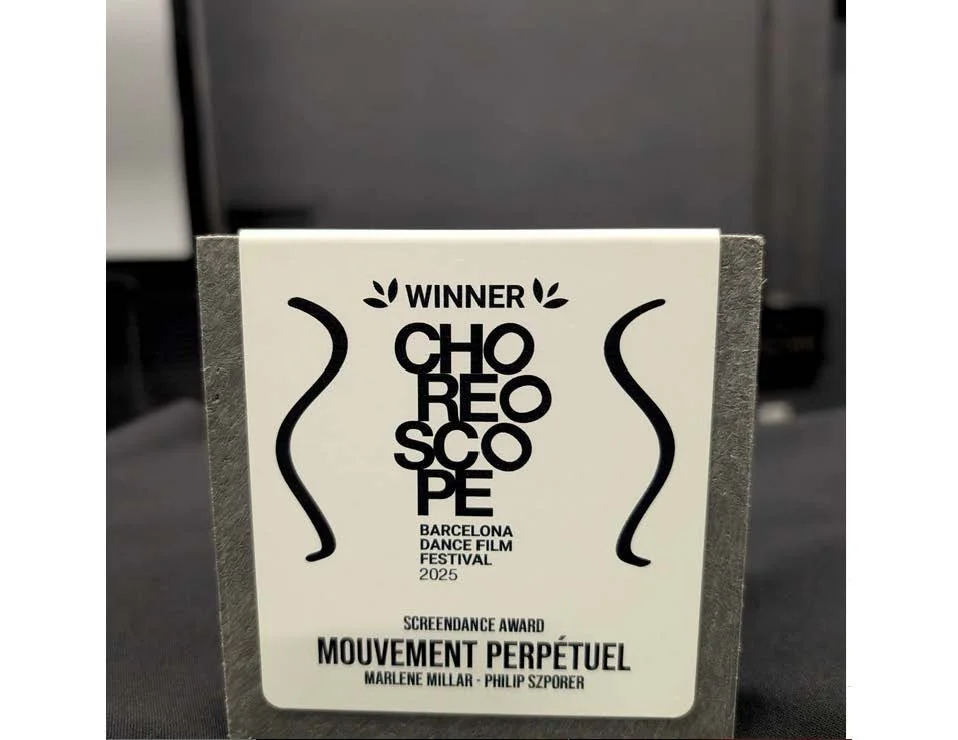 WINNER
CHO
REO
SCO
PE
BARCELONA
DANCE FILM
FESTIVAL
2025
SCREENDANCE AWARD
MOUVEMENT PERPÉTUEL
MARLENE MILLAR - PHILIP SZPORER